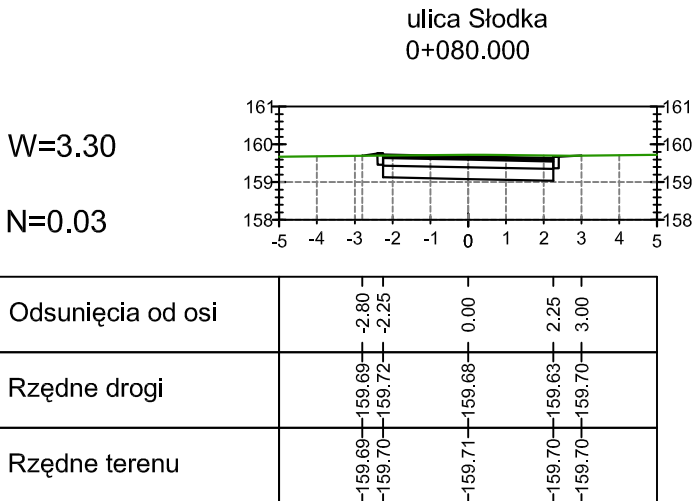 ulica Słodka
0+080.000
W=3.30
N=0.03
161 161
160 160
159 159
158 158
-5 -4 -3 -2 -1 0 1 2 3 4 5
Odsunięcia od osi -2.80 -2.25 0.00 2.25 3.00
Rzędne drogi 159.69 159.72 159.68 159.63 159.70
Rzędne terenu 159.69 159.70 159.71 159.70 159.70